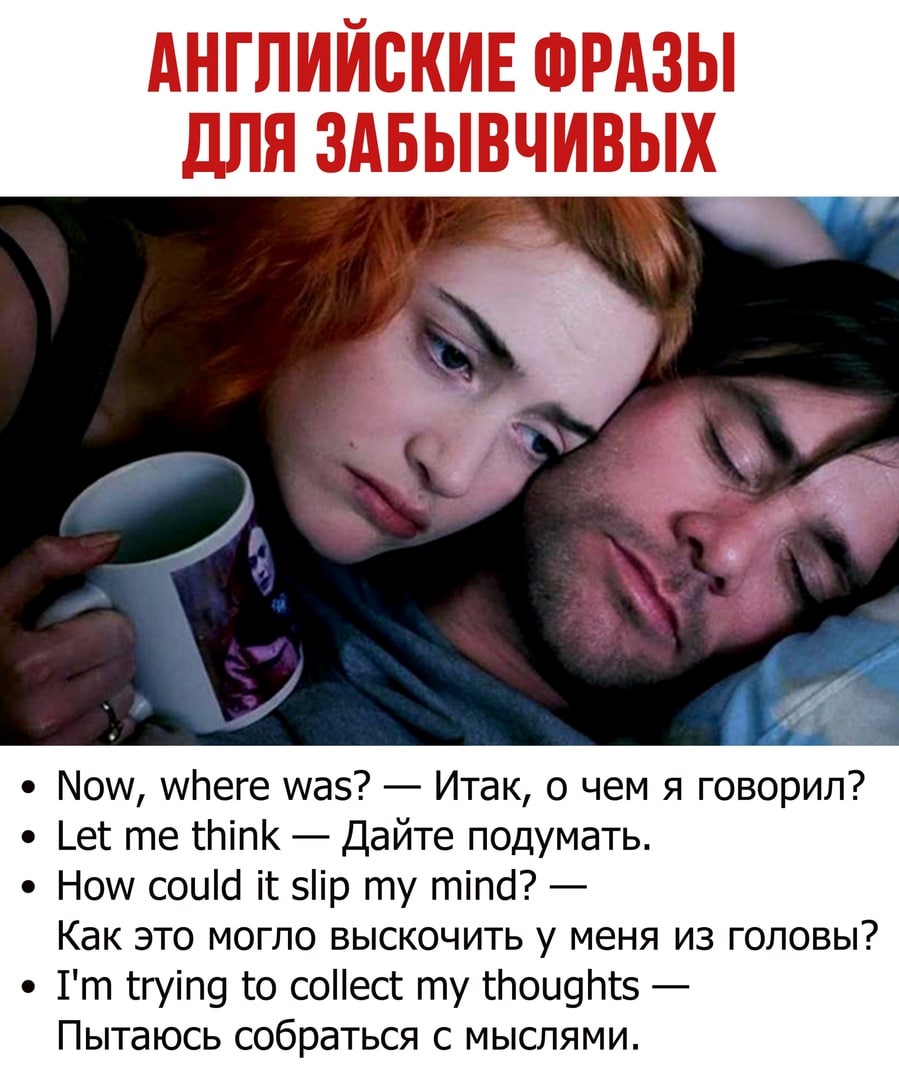 АНГЛИЙСКИЕ ФРАЗЫ
ДЛЯ ЗАБЫВЧИВЫХ
• Now, where was? — Итак, о чем я говорил?
• Let me think — Дайте подумать.
• How could it slip my mind? —
Как это могло выскочить у меня из головы?
• I'm trying to collect my thoughts —
Пытаюсь собраться с мыслями.